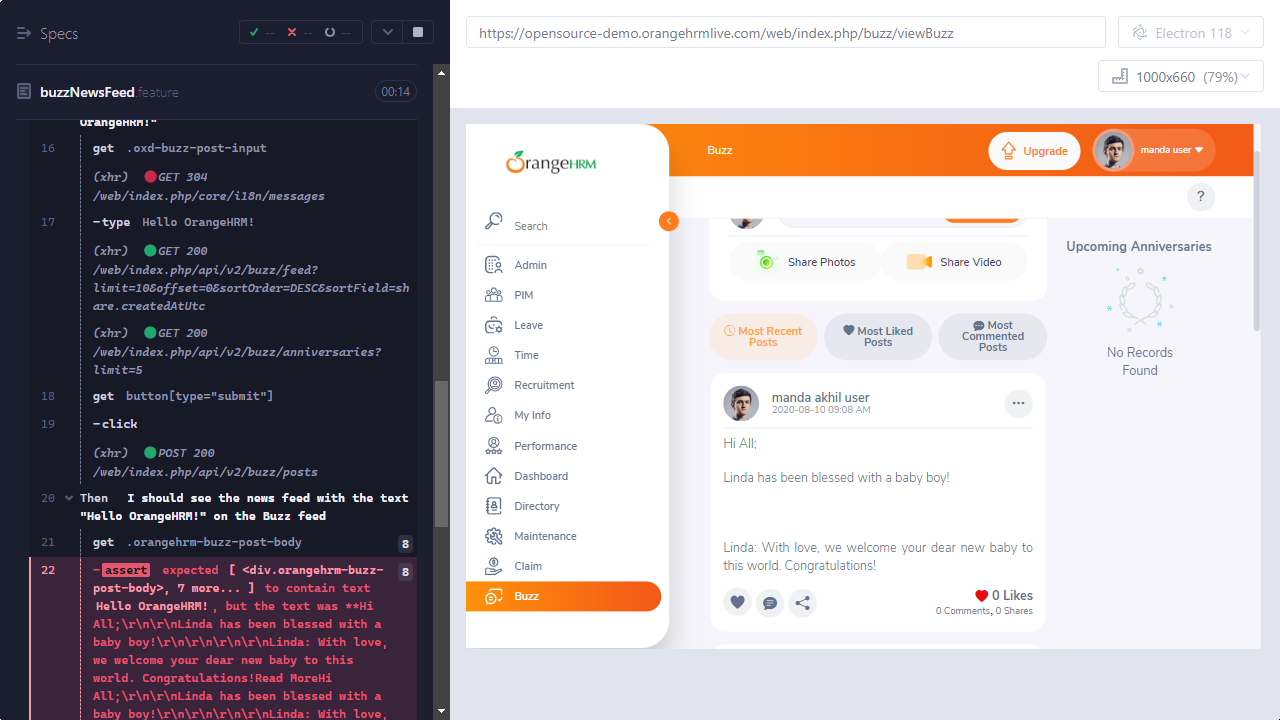 Specs
--
--
--
buzzNewsFeed.feature
00:14
OrangeHRM!"
16 get .oxd-buzz-post-input
(xhr) GET 304
/web/index.php/core/i18n/messages
17 -type Hello OrangeHRM!
(xhr) GET 200
/web/index.php/api/v2/buzz/feed?
limit=10&offset=0&sortOrder=DESC&sortField=sh
are.createdAtUtc
(xhr) GET 200
/web/index.php/api/v2/buzz/anniversaries?
limit=5
18 get button[type="submit"]
19 -click
(xhr) POST 200
/web/index.php/api/v2/buzz/posts
20 Then I should see the news feed with the text
"Hello OrangeHRM!" on the Buzz feed
21 get .orangehrm-buzz-post-body 8
22 -assert expected [ <div.orangehrm-buzz- 8
post-body>, 7 more... ] to contain text
Hello OrangeHRM!, but the text was **Hi
All;\r\n\r\nLinda has been blessed with a
baby boy!\r\n\r\n\r\n\r\nLinda: With love,
we welcome your dear new baby to this
world. Congratulations!Read MoreHi
All;\r\n\r\nLinda has been blessed with a
baby boy!\r\n\r\n\r\n\r\nLinda: With love,
https://opensource-demo.orangehrmlive.com/web/index.php/buzz/viewBuzz
Electron 118
1000x660 (79%)
OrangeHRM
Search
Admin
PIM
Leave
Time
Recruitment
My Info
Performance
Dashboard
Directory
Maintenance
Claim
Buzz
Buzz
Upgrade
manda user
?
Share Photos
Share Video
Most Recent
Posts
Most Liked
Posts
Most
Commented
Posts
manda akhil user
2020-08-10 09:08 AM
Hi All;
Linda has been blessed with a baby boy!
Linda: With love, we welcome your dear new baby to
this world. Congratulations!
0 Likes
0 Comments, 0 Shares
Upcoming Anniversaries
No Records
Found